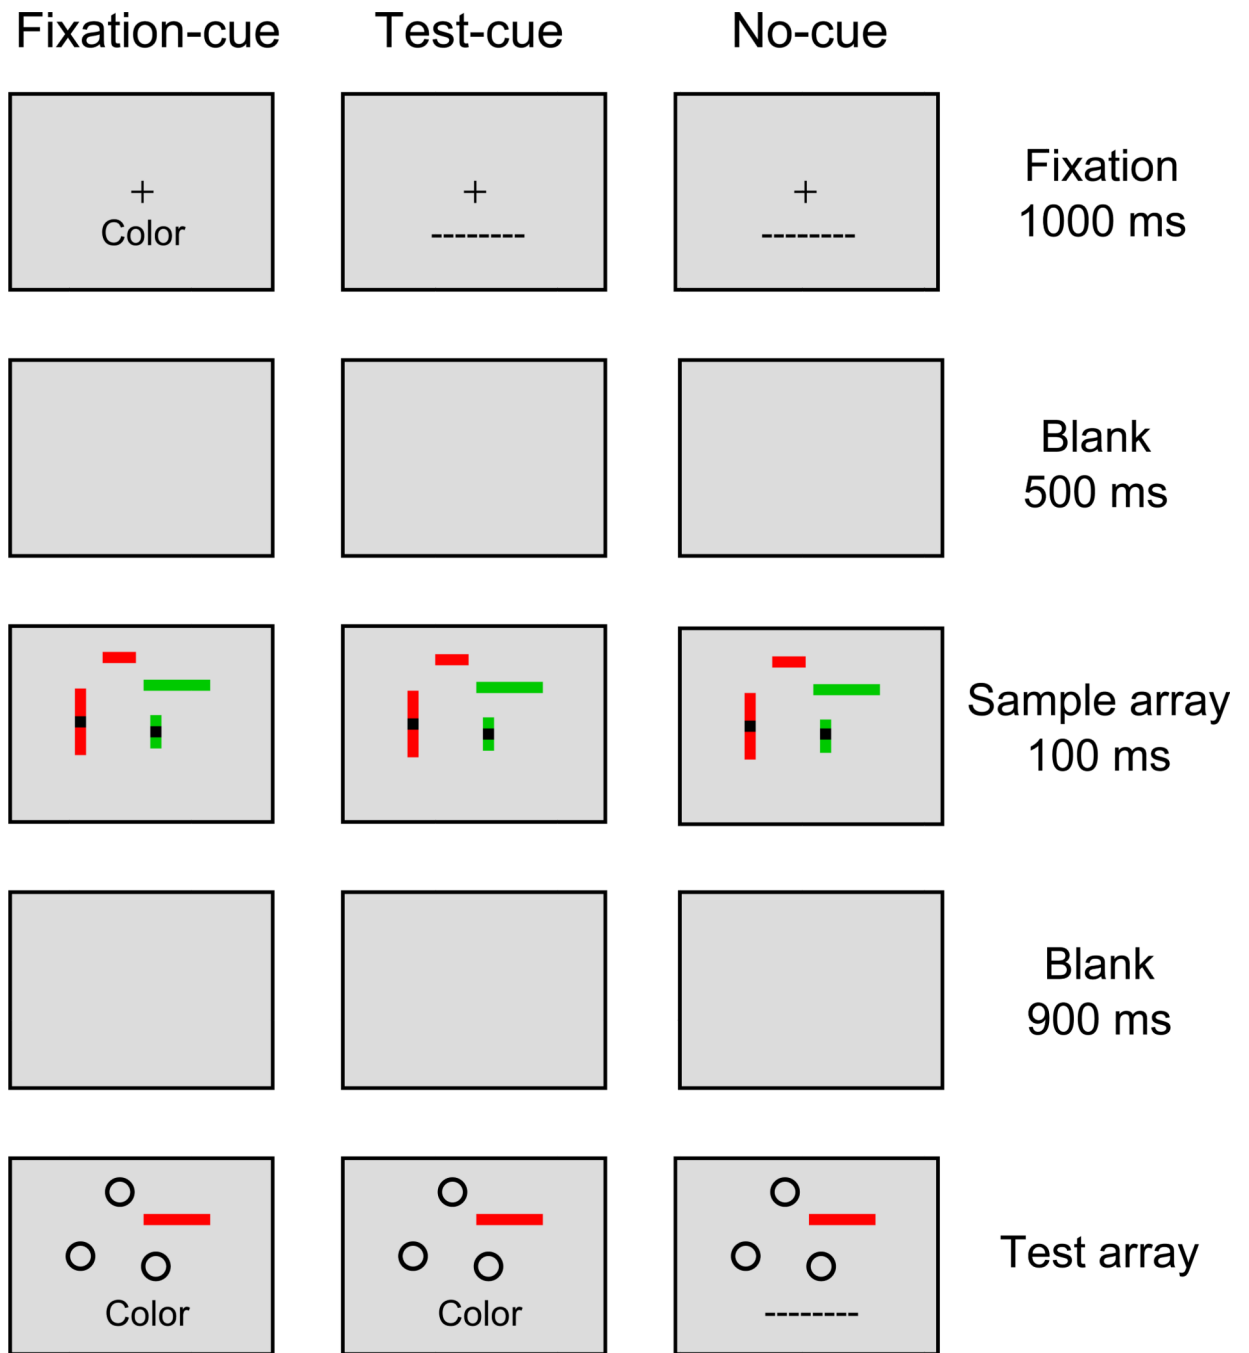 Fixation-cue Test-cue No-cue
Color -------- -------- Fixation
1000 ms
Blank
500 ms
Sample array
100 ms
Blank
900 ms
Test array
Color Color --------